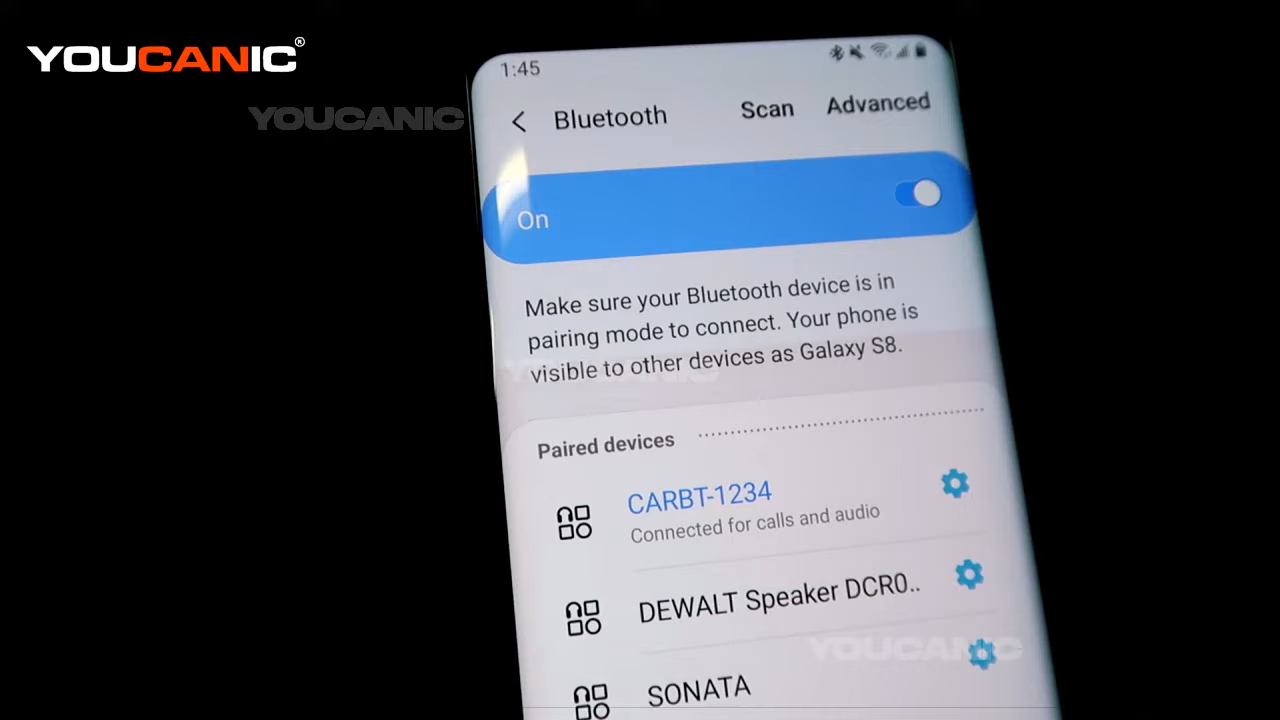 YOUCANIC®
YOUCANIC
1:45
Bluetooth
Scan
Advanced
On
Make sure your Bluetooth device is in
pairing mode to connect. Your phone is
visible to other devices as Galaxy S8.
YOUCANIC
Paired devices
CARBT-1234
Connected for calls and audio
DEWALT Speaker DCR0..
YOUCANIC
SONATA